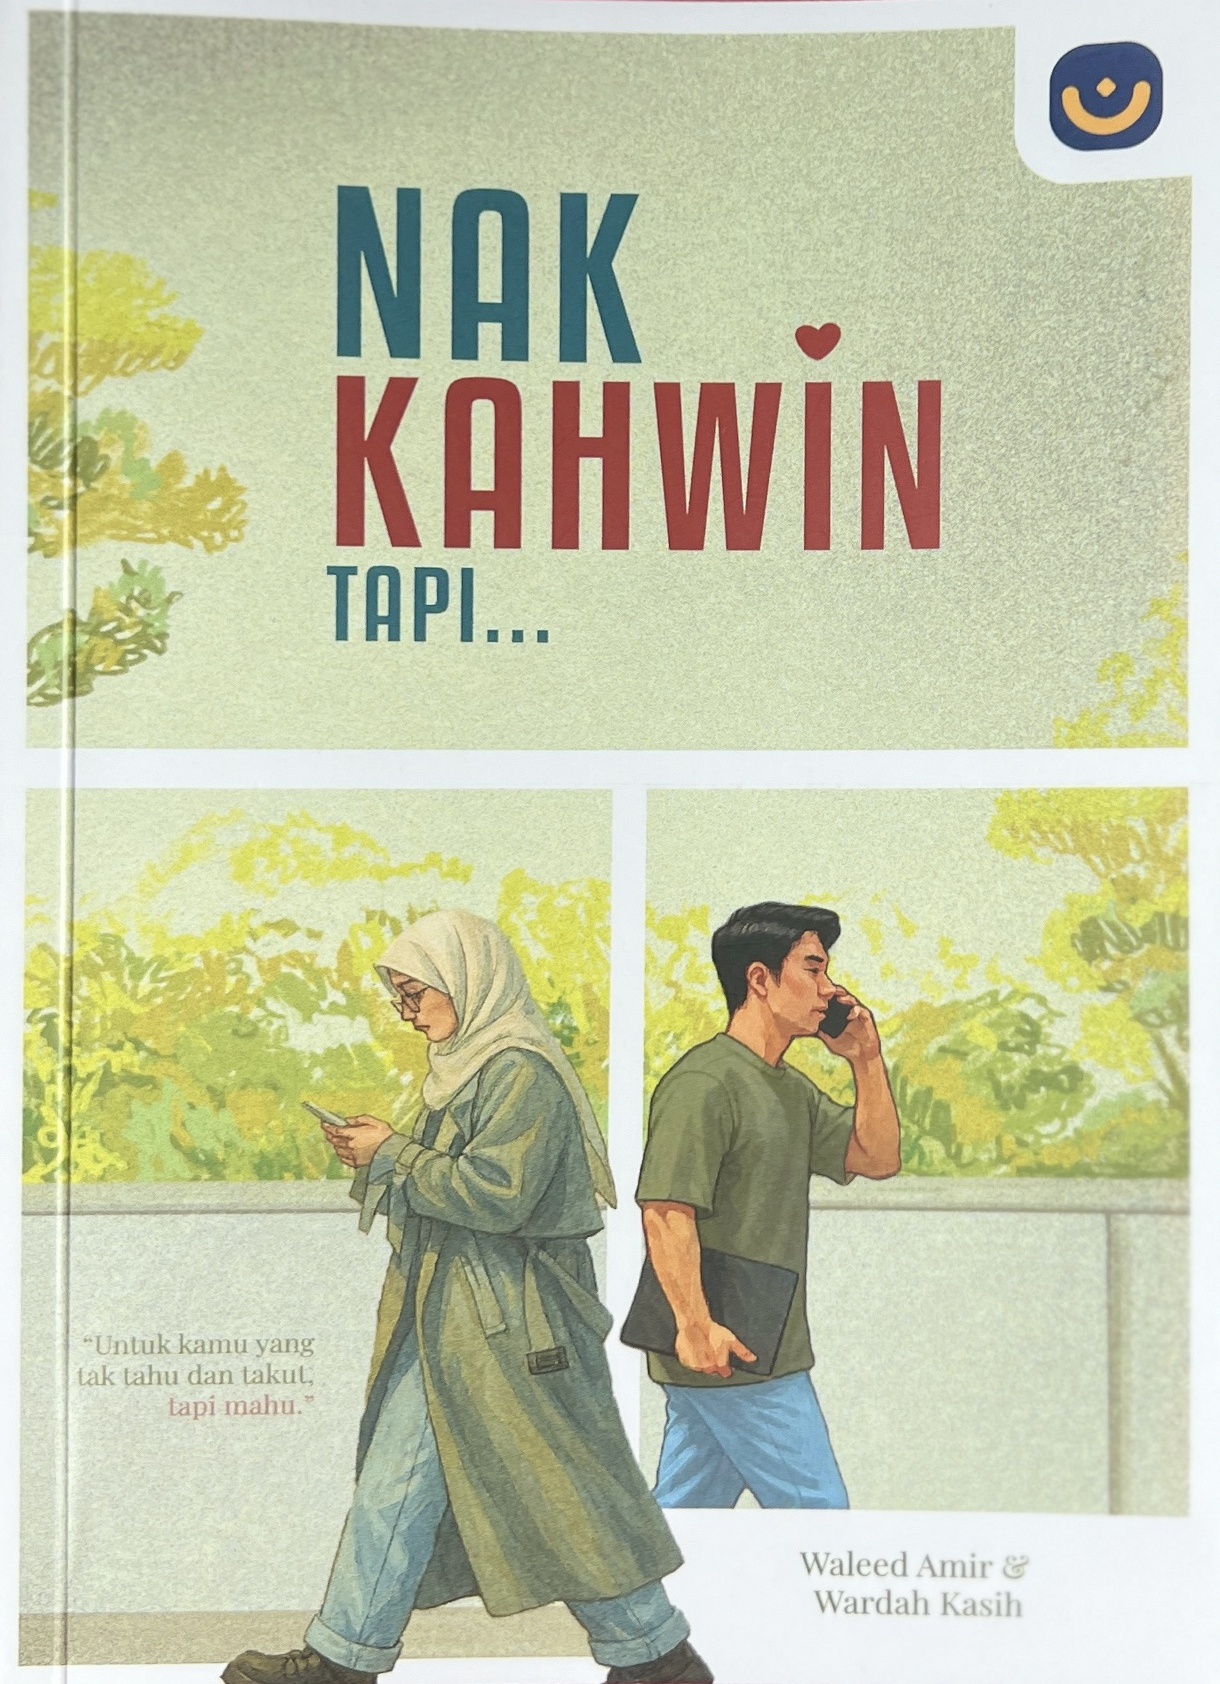 NAK
KAHWiN
TAPI...
“Untuk kamu yang
tak tahu dan takut,
tapi mahu.”
Waleed Amir &
Wardah Kasih